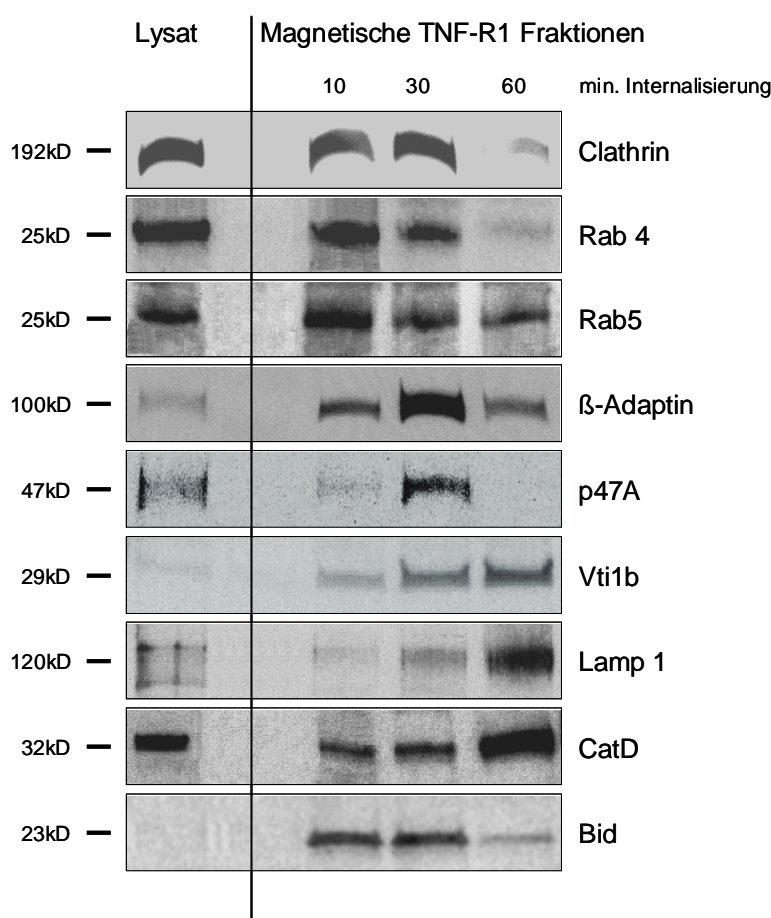 Lysat Magnetische TNF-R1 Fraktionen
10 30 60 min. Internalisierung
192kD Clathrin
25kD Rab 4
25kD Rab5
100kD ß-Adaptin
47kD p47A
29kD Vti1b
120kD Lamp 1
32kD CatD
23kD Bid